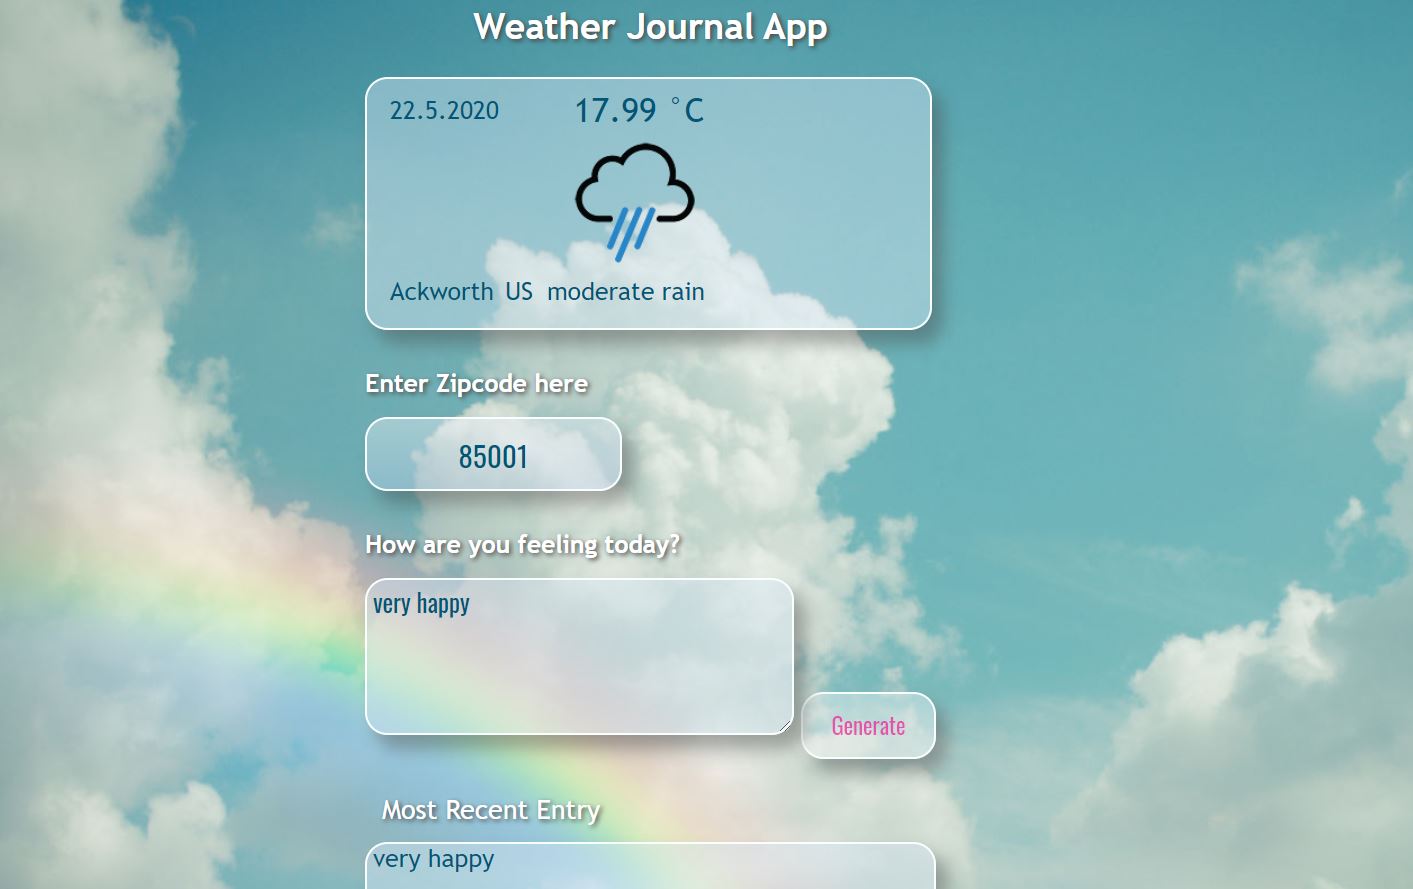 Weather Journal App
22.5.2020 17.99 °C
Ackworth US moderate rain
Enter Zipcode here
85001
How are you feeling today?
very happy
Generate
Most Recent Entry
very happy